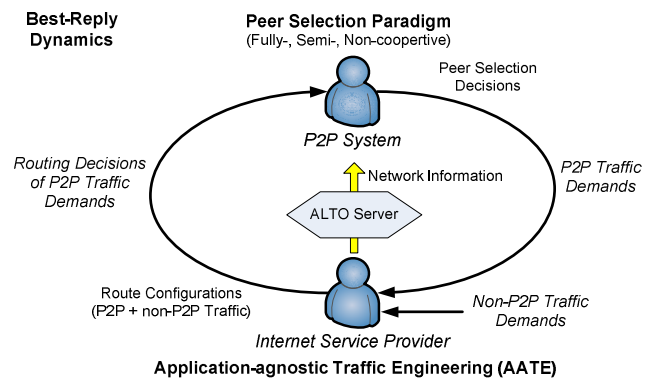 Best-Reply
Dynamics
Peer Selection Paradigm
(Fully-, Semi-, Non-coopertive)
Peer Selection
Decisions
P2P System
Routing Decisions
of P2P Traffic
Demands
Network Information
P2P Traffic
Demands
ALTO Server
Route Configurations
(P2P + non-P2P Traffic)
Non-P2P Traffic
Demands
Internet Service Provider
Application-agnostic Traffic Engineering (AATE)